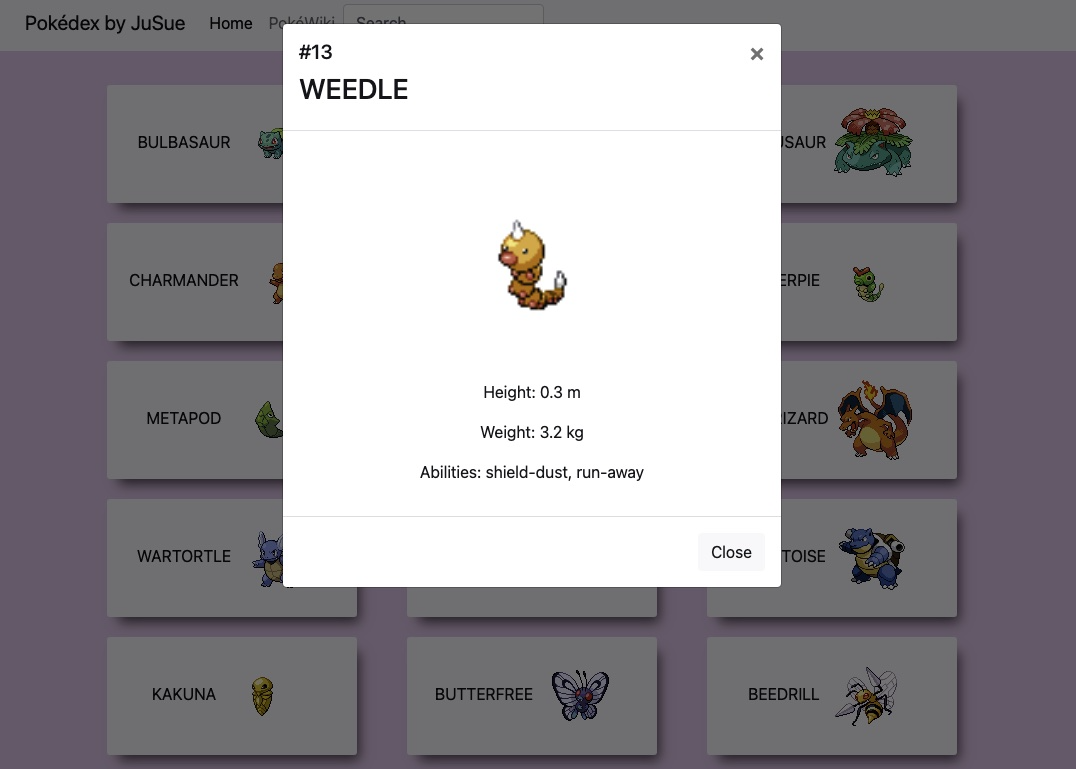 Pokédex by JuSue Home PokéWiki Search
#13
×
WEEDLE
BULBASAUR
USAUR
CHARMANDER
ERPIE
Height: 0.3 m
METAPOD
IZARD
Weight: 3.2 kg
Abilities: shield-dust, run-away
WARTORTLE
Close
TOISE
KAKUNA
BUTTERFREE
BEEDRILL